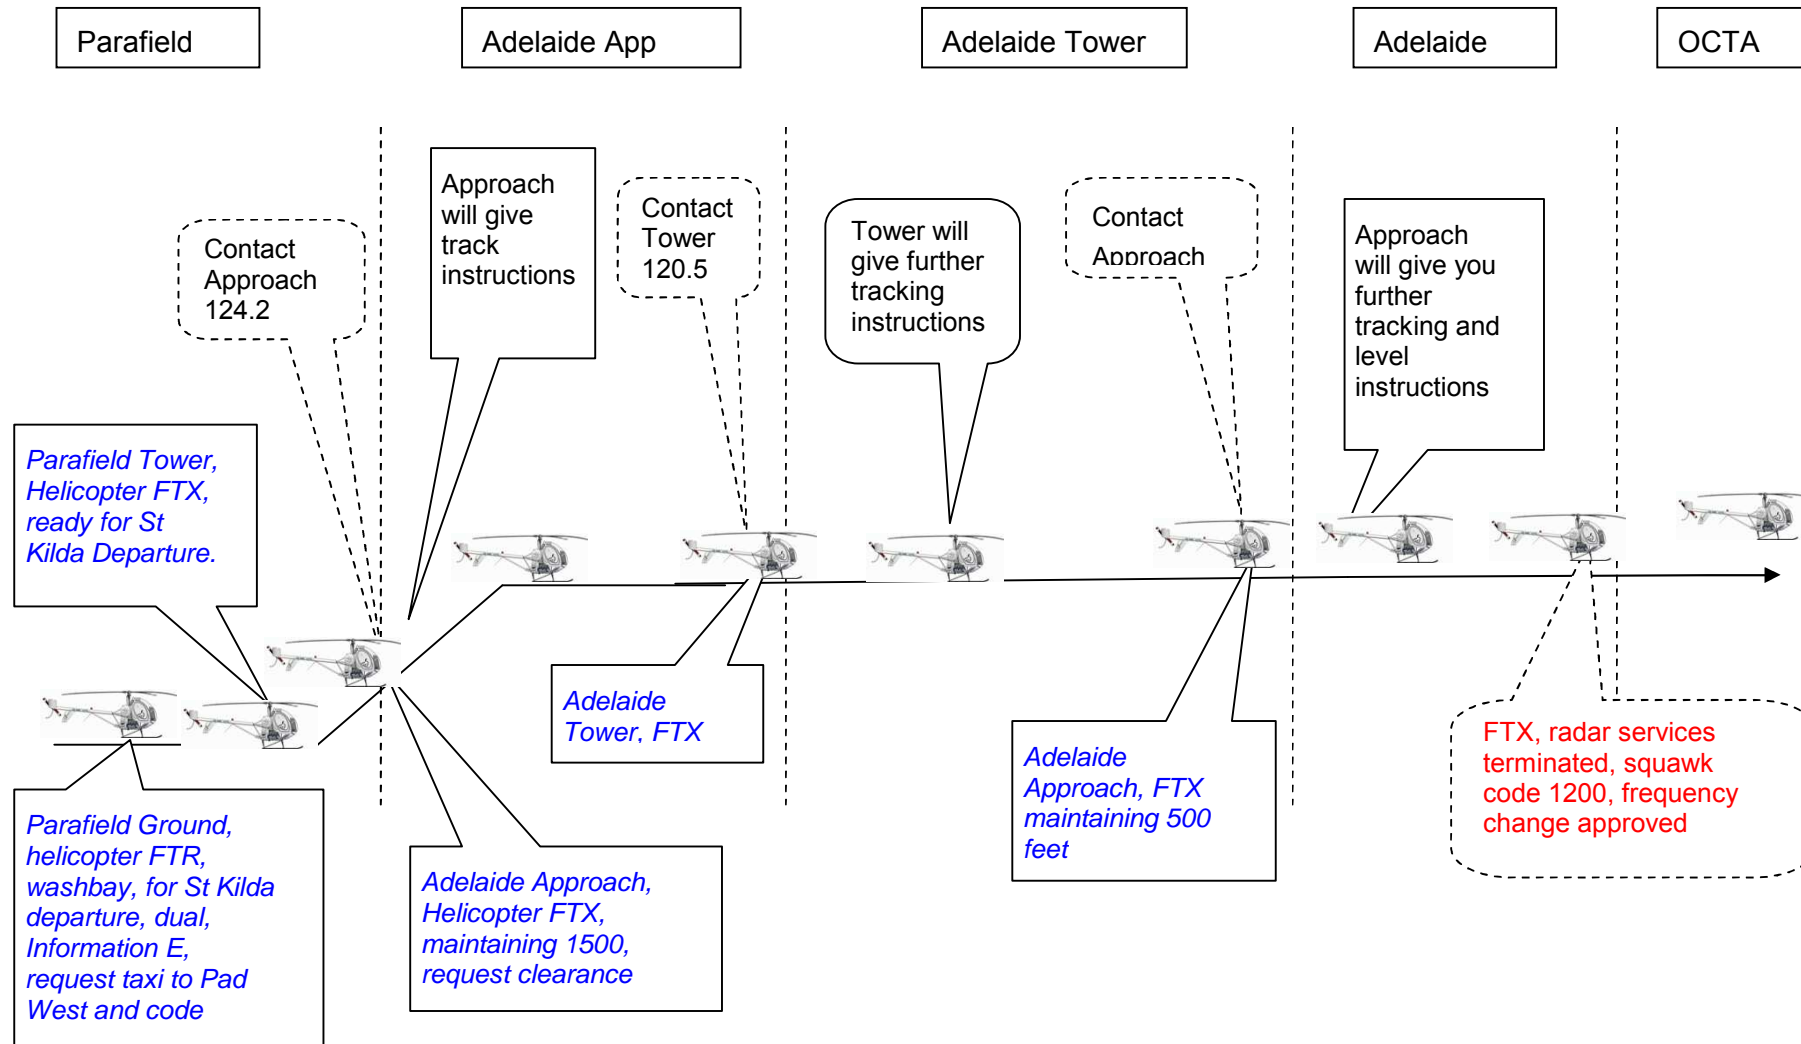 Parafield
Adelaide App
Adelaide Tower
Adelaide
OCTA
Contact
Approach
124.2
Approach
will give
track
instructions
Contact
Tower
120.5
Tower will
give further
tracking
instructions
Contact
Approach
Approach
will give you
further
tracking and
level
instructions
Parafield Tower,
Helicopter FTX,
ready for St
Kilda Departure.
Parafield Ground,
helicopter FTR,
washbay, for St Kilda
departure, dual,
Information E,
request taxi to Pad
West and code
Adelaide Approach,
Helicopter FTX,
maintaining 1500,
request clearance
Adelaide
Tower, FTX
Adelaide
Approach, FTX
maintaining 500
feet
FTX, radar services
terminated, squawk
code 1200, frequency
change approved